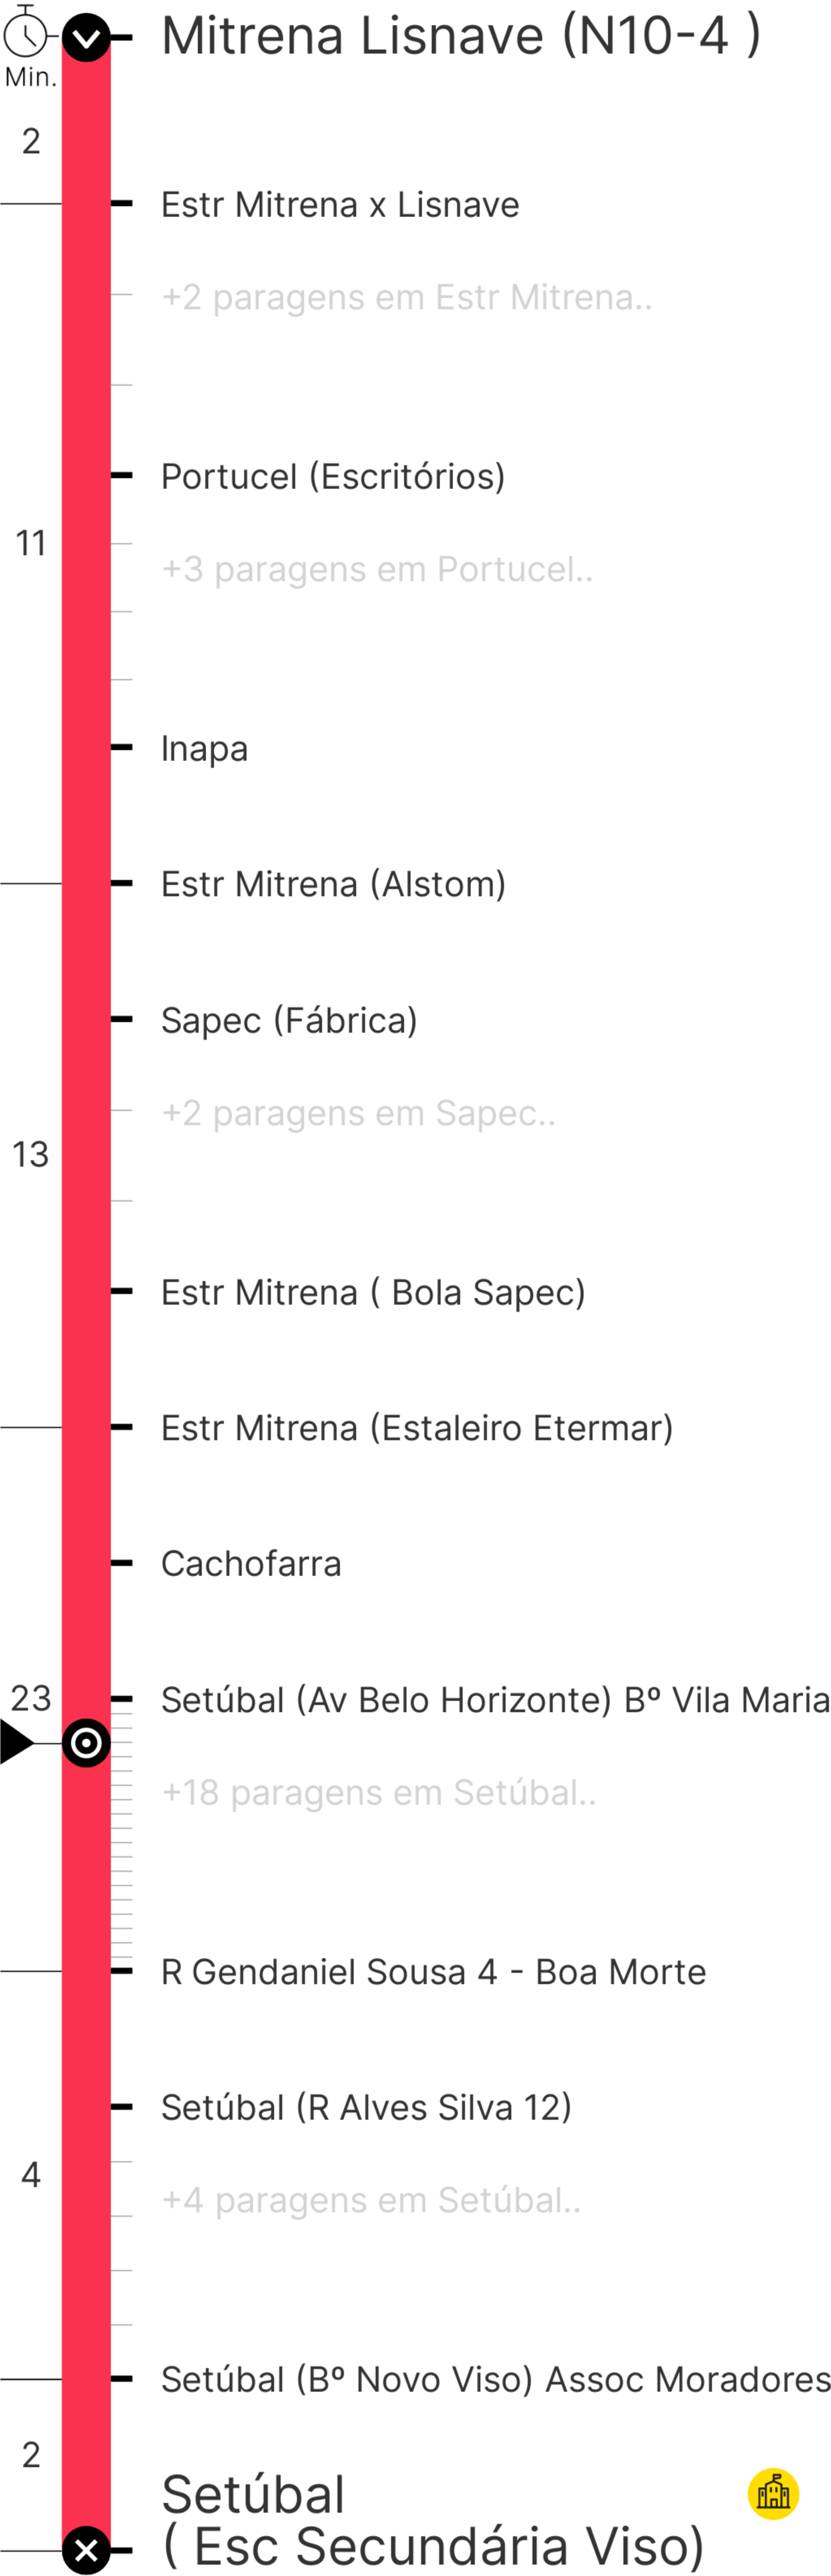 Mitrena Lisnave (N10-4 )
Min.
2
Estr Mitrena x Lisnave
+2 paragens em Estr Mitrena..
Portucel (Escritórios)
11
+3 paragens em Portucel..
Inapa
Estr Mitrena (Alstom)
Sapec (Fábrica)
+2 paragens em Sapec..
13
Estr Mitrena ( Bola Sapec)
Estr Mitrena (Estaleiro Etermar)
Cachofarra
23
Setúbal (Av Belo Horizonte) Bº Vila Maria
+18 paragens em Setúbal..
R Gendaniel Sousa 4 - Boa Morte
Setúbal (R Alves Silva 12)
4
+4 paragens em Setúbal..
Setúbal (Bº Novo Viso) Assoc Moradores
2
Setúbal
( Esc Secundária Viso)